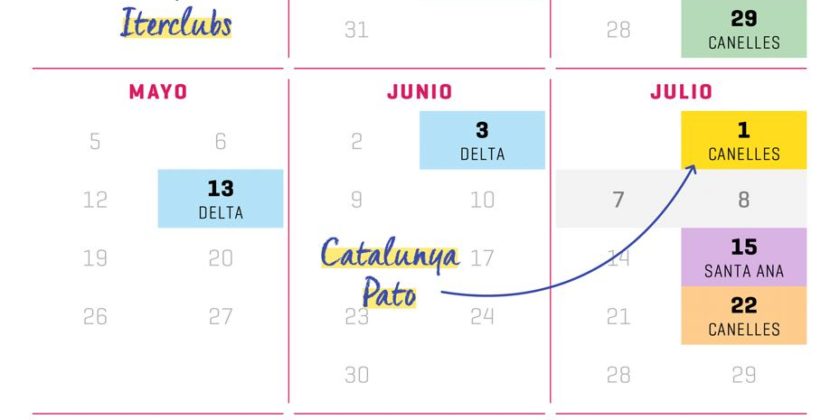 Iterclubs
31
28
29
CANELLES
MAYO
5 6
12 13
DELTA
19 20
26 27
JUNIO
2 3
DELTA
9 10
Catalunya 17
Pato
23 24
30
JULIO
1
CANELLES
7 8
14 15
SANTA ANA
21 22
CANELLES
28 29